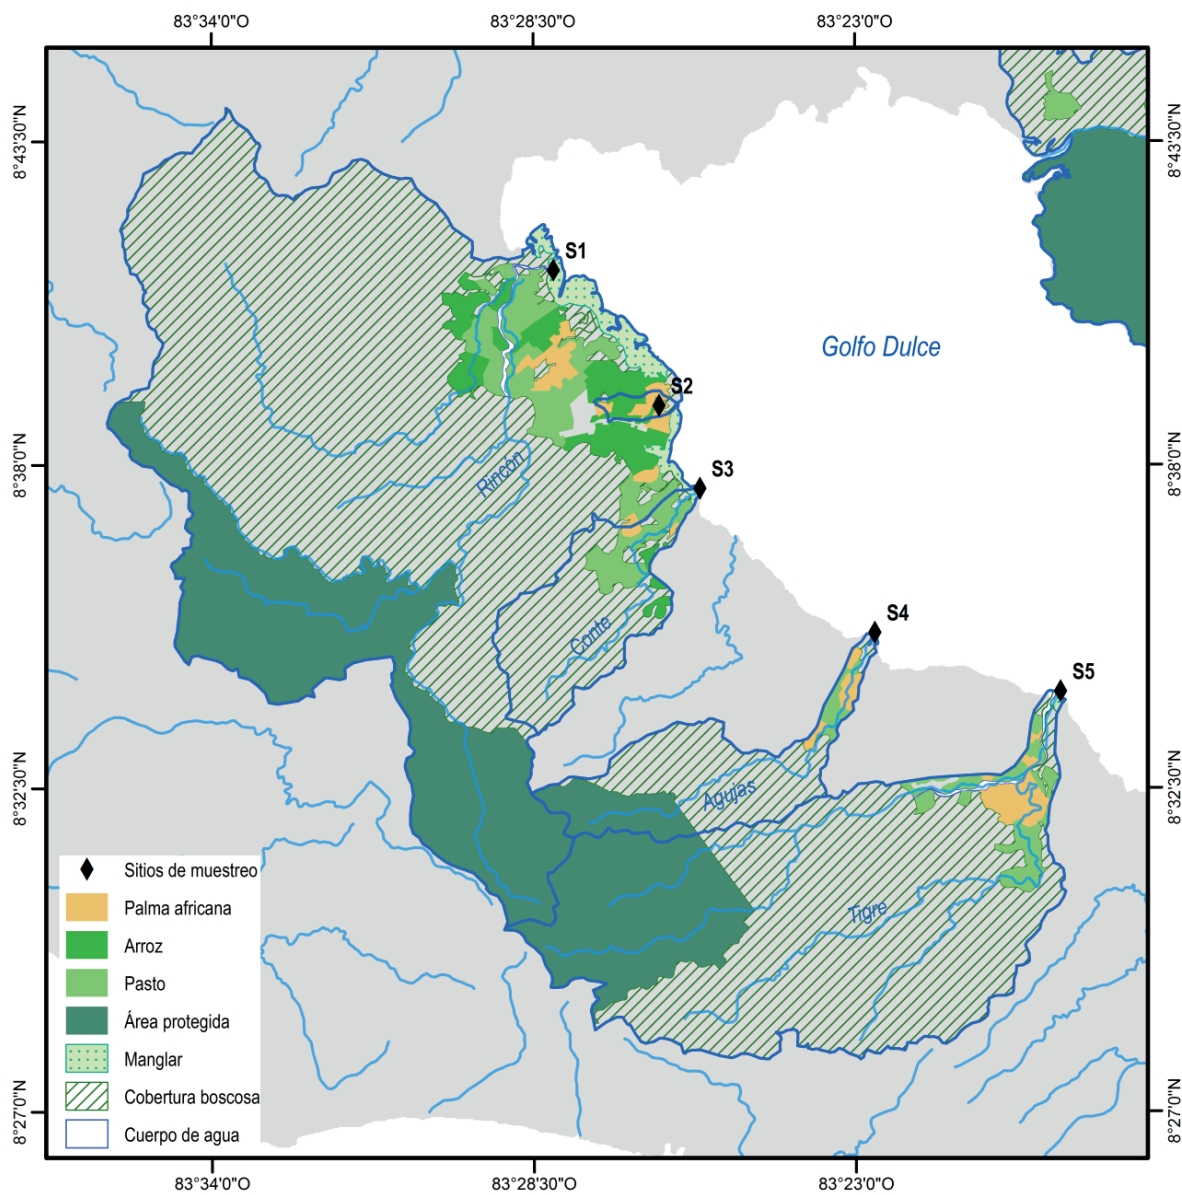 83°34'0"O
83°28'30"O
83°23'0"O
8°43'30"N
8°43'30"N
S1
Golfo Dulce
S2
8°38'0"N
S3
8°38'0"N
Rincón
Conte
S4
S5
8°32'30"N
Agujas
8°32'30"N
Tigre
Sitios de muestreo
Palma africana
Arroz
Pasto
Área protegida
Manglar
Cobertura boscosa
Cuerpo de agua
8°27'0"N
8°27'0"N
83°34'0"O
83°28'30"O
83°23'0"O